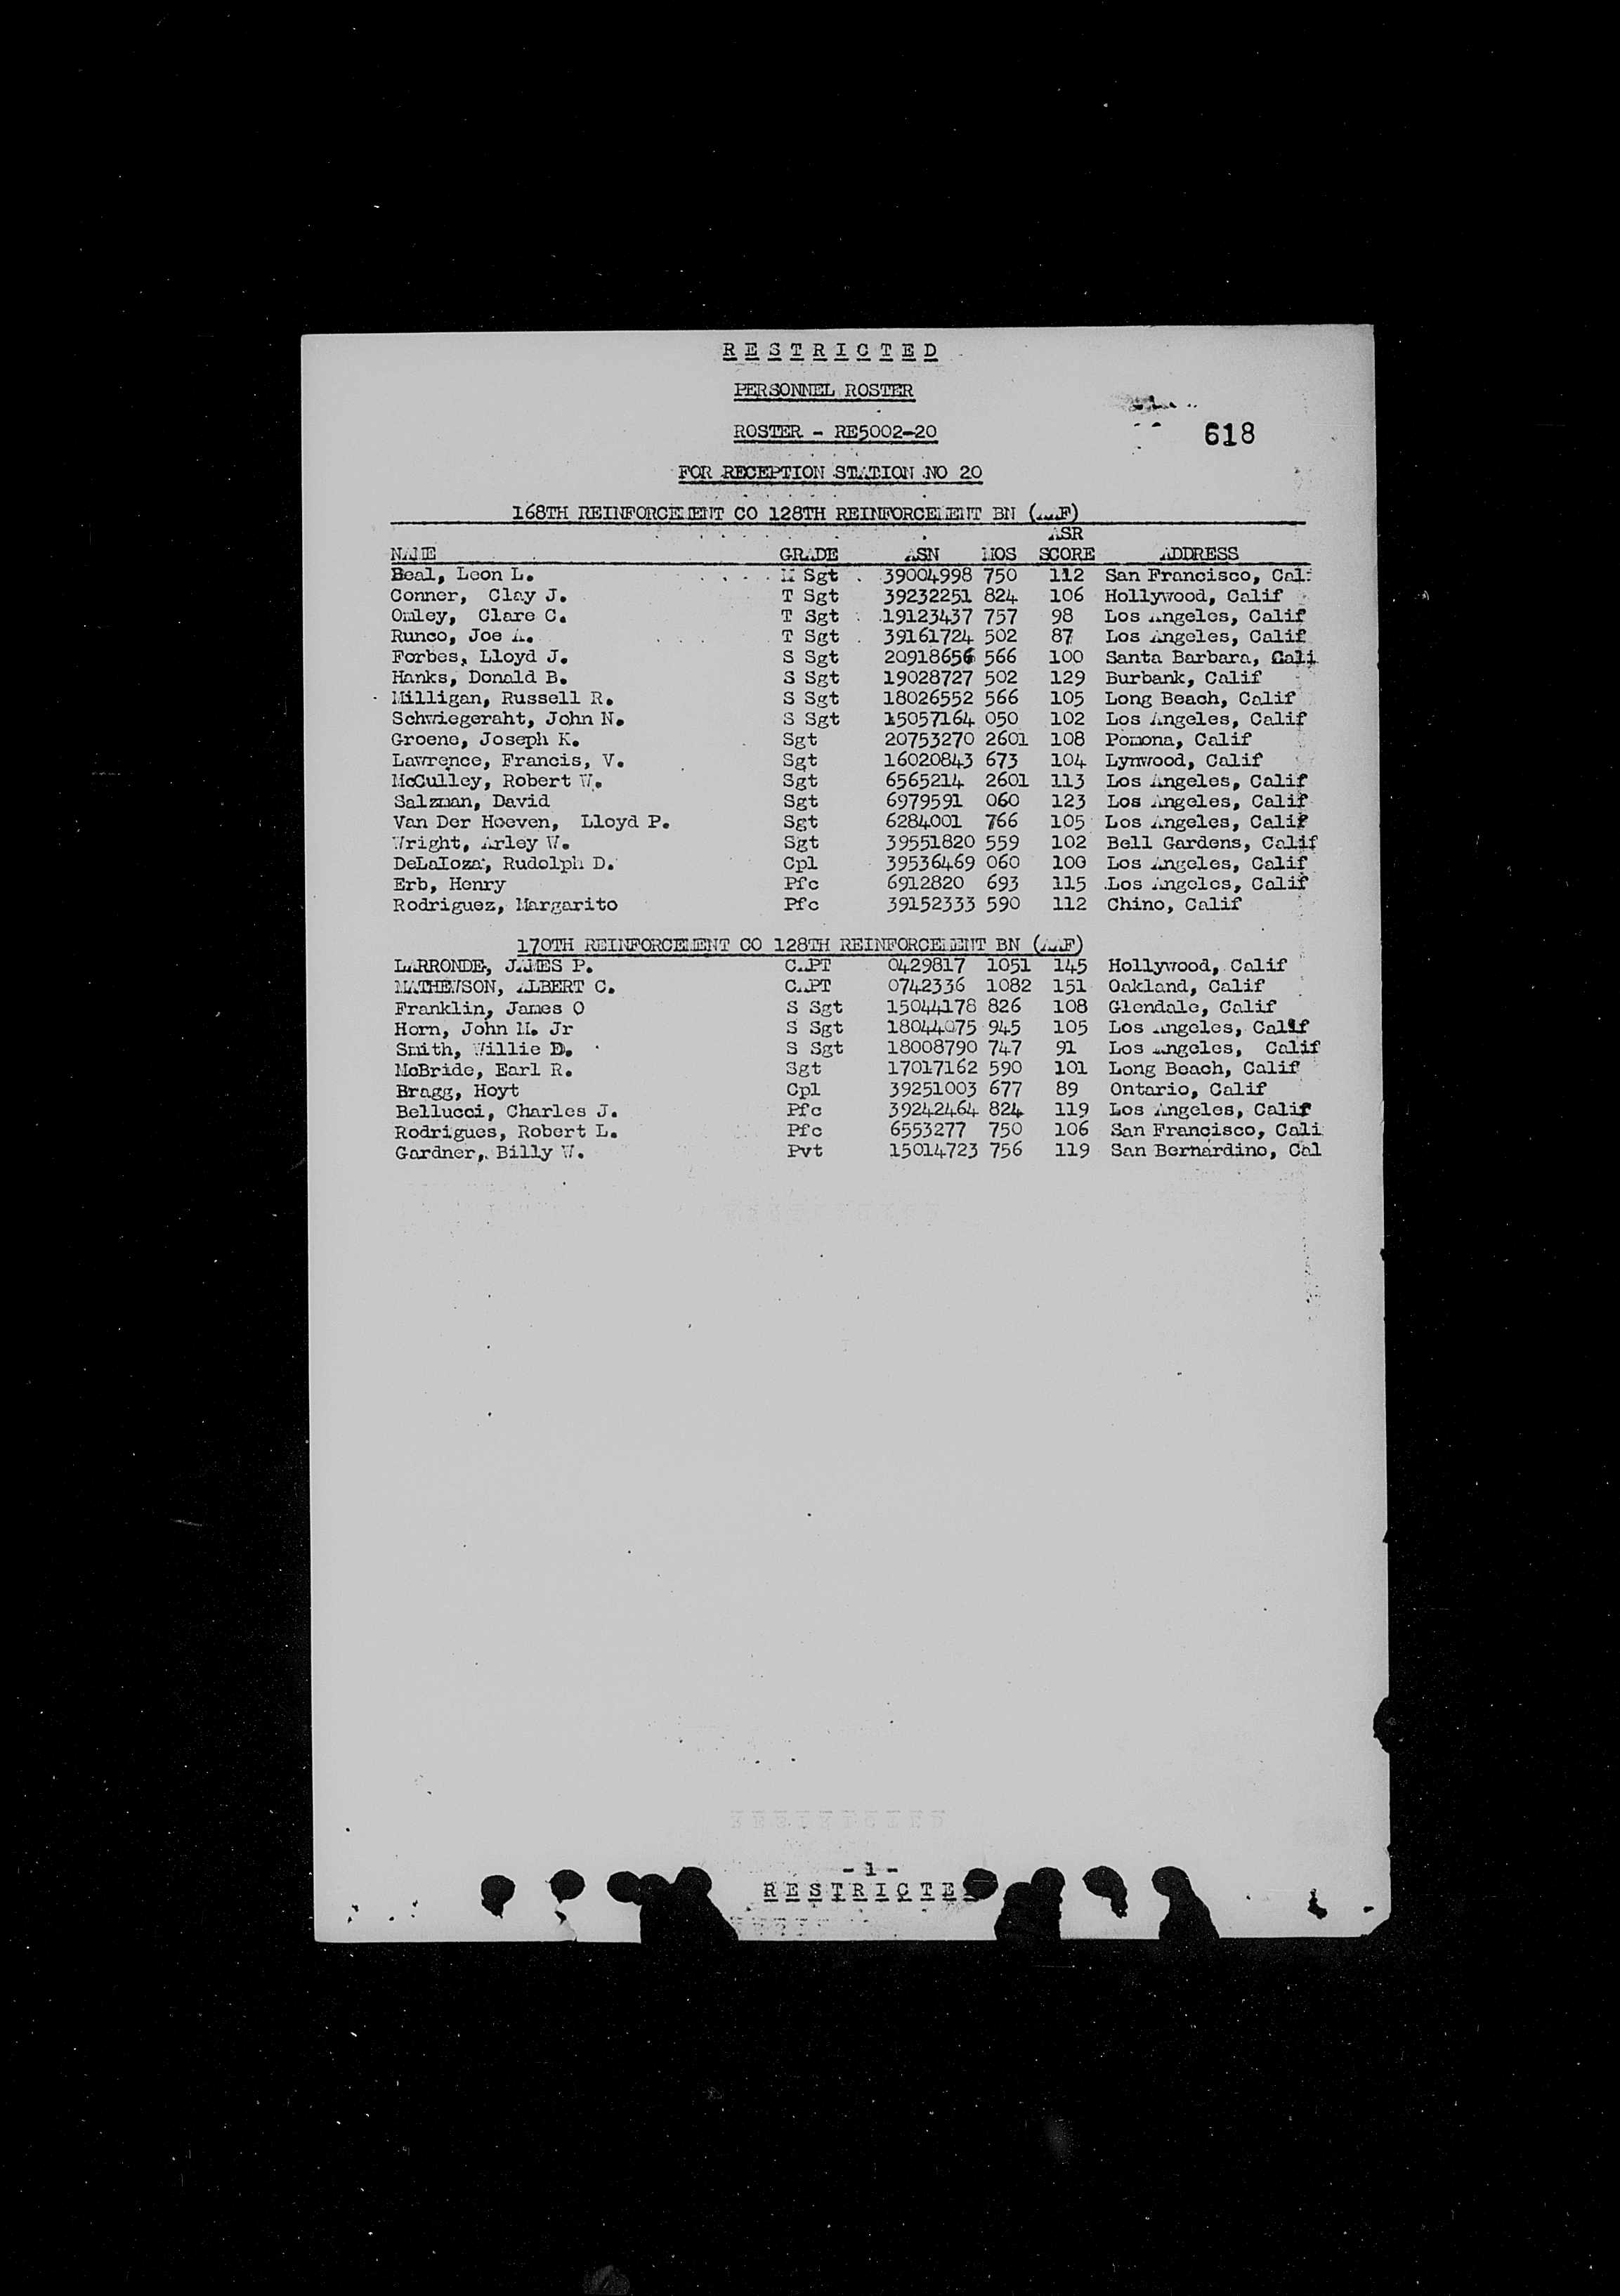 RESTRICTED
PERSONNEL ROSTER
ROSTER - RE5002-20
618
FOR RECEPTION STATION NO 20
168TH REINFORCEMENT CO 128TH REINFORCEMENT BN (AAF)
ASR
NAME GRADE ASN MOS SCORE ADDRESS
Beal, Leon L. M Sgt 39004998 750 112 San Francisco, Cal
Conner, Clay J. T Sgt 39232251 824 106 Hollywood, Calif
Omley, Clare C. T Sgt 19123437 757 98 Los Angeles, Calif
Runco, Joe A. T Sgt 39161724 502 87 Los Angeles, Calif
Forbes, Lloyd J. S Sgt 20918656 566 100 Santa Barbara, Cali
Hanks, Donald B. S Sgt 19028727 502 129 Burbank, Calif
Milligan, Russell R. S Sgt 18026552 566 105 Long Beach, Calif
Schwiegeraht, John N. S Sgt 15057164 050 102 Los Angeles, Calif
Groene, Joseph K. Sgt 20753270 2601 108 Pomona, Calif
Lawrence, Francis, V. Sgt 16020843 673 104 Lynwood, Calif
McCulley, Robert W. Sgt 6565214 2601 113 Los Angeles, Calif
Salzman, David Sgt 6979591 060 123 Los Angeles, Calif
Van Der Hoeven, Lloyd P. Sgt 6284001 766 105 Los Angeles, Calif
Wright, Arley W. Sgt 39551820 559 102 Bell Gardens, Calif
DeLaLoza, Rudolph D. Cpl 39536469 060 100 Los Angeles, Calif
Erb, Henry Pfc 6912820 693 115 Los Angeles, Calif
Rodriguez, Margarito Pfc 39152333 590 112 Chino, Calif
170TH REINFORCEMENT CO 128TH REINFORCEMENT BN (AAF)
LARRONDE, JAMES P. CAPT 0429817 1051 145 Hollywood, Calif
MATHEWSON, ALBERT C. CAPT 0742336 1082 151 Oakland, Calif
Franklin, James O S Sgt 15044178 826 108 Glendale, Calif
Horn, John M. Jr S Sgt 18044075 945 105 Los Angeles, Calif
Smith, Willie D. S Sgt 18008790 747 91 Los Angeles, Calif
McBride, Earl R. Sgt 17017162 590 101 Long Beach, Calif
Bragg, Hoyt Cpl 39251003 677 89 Ontario, Calif
Bellucci, Charles J. Pfc 39242464 824 119 Los Angeles, Calif
Rodrigues, Robert L. Pfc 6553277 750 106 San Francisco, Cali
Gardner, Billy W. Pvt 15014723 756 119 San Bernardino, Cal
- 1 -
RESTRICTED